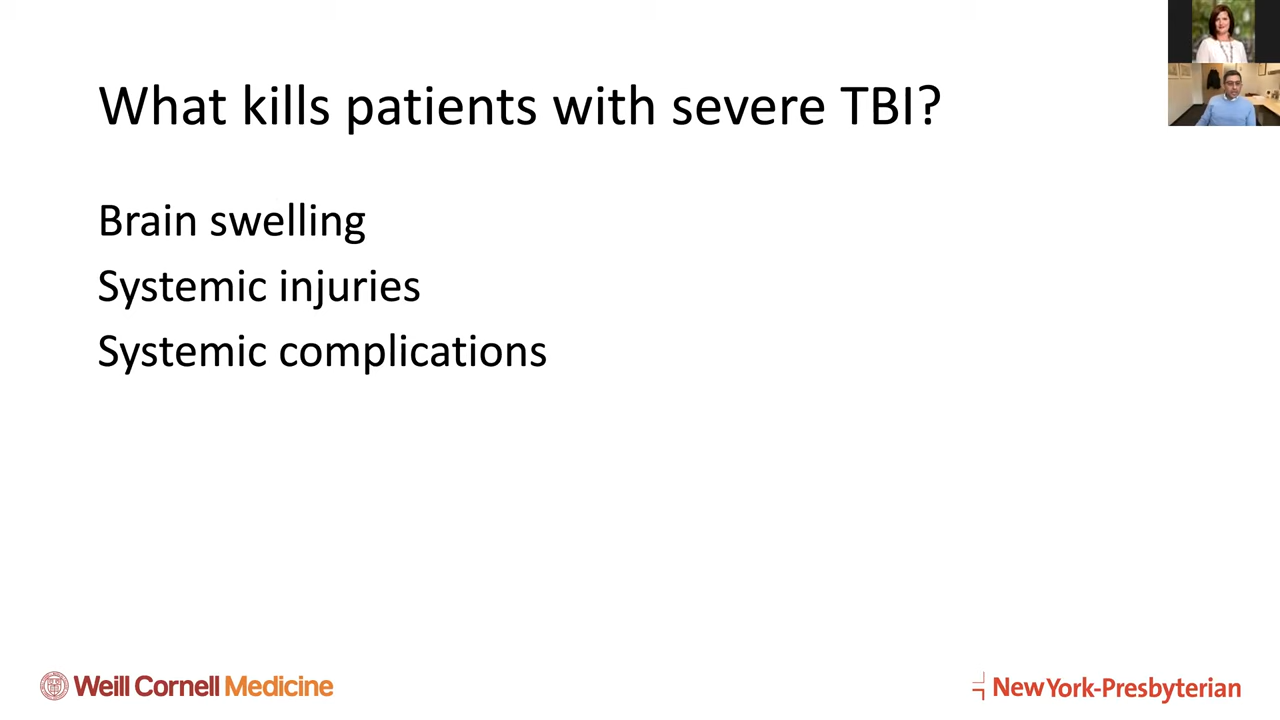 What kills patients with severe TBI?
Brain swelling
Systemic injuries
Systemic complications
Weill Cornell Medicine
NewYork-Presbyterian